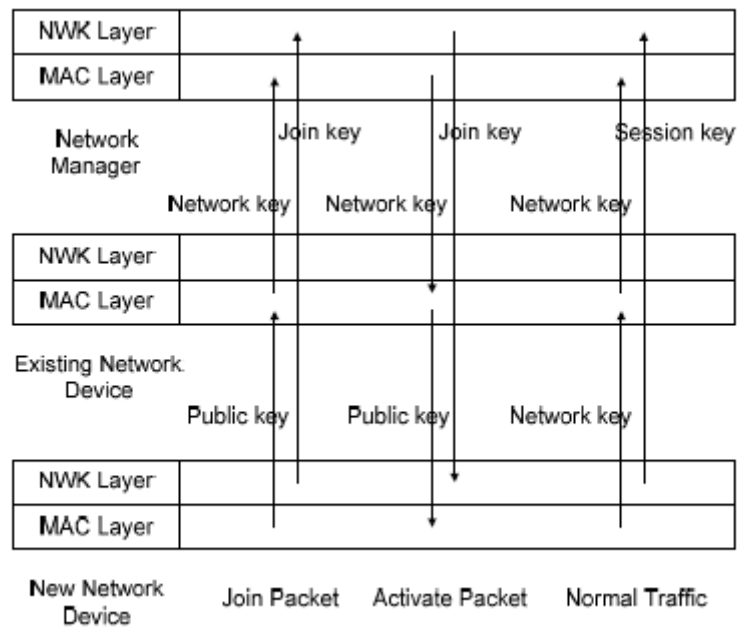 NWK Layer
MAC Layer
Network
Manager
Join key
Join key
Session key
Network key
Network key
Network key
NWK Layer
MAC Layer
Existing Network
Device
Public key
Public key
Network key
NWK Layer
MAC Layer
New Network
Device
Join Packet
Activate Packet
Normal Traffic